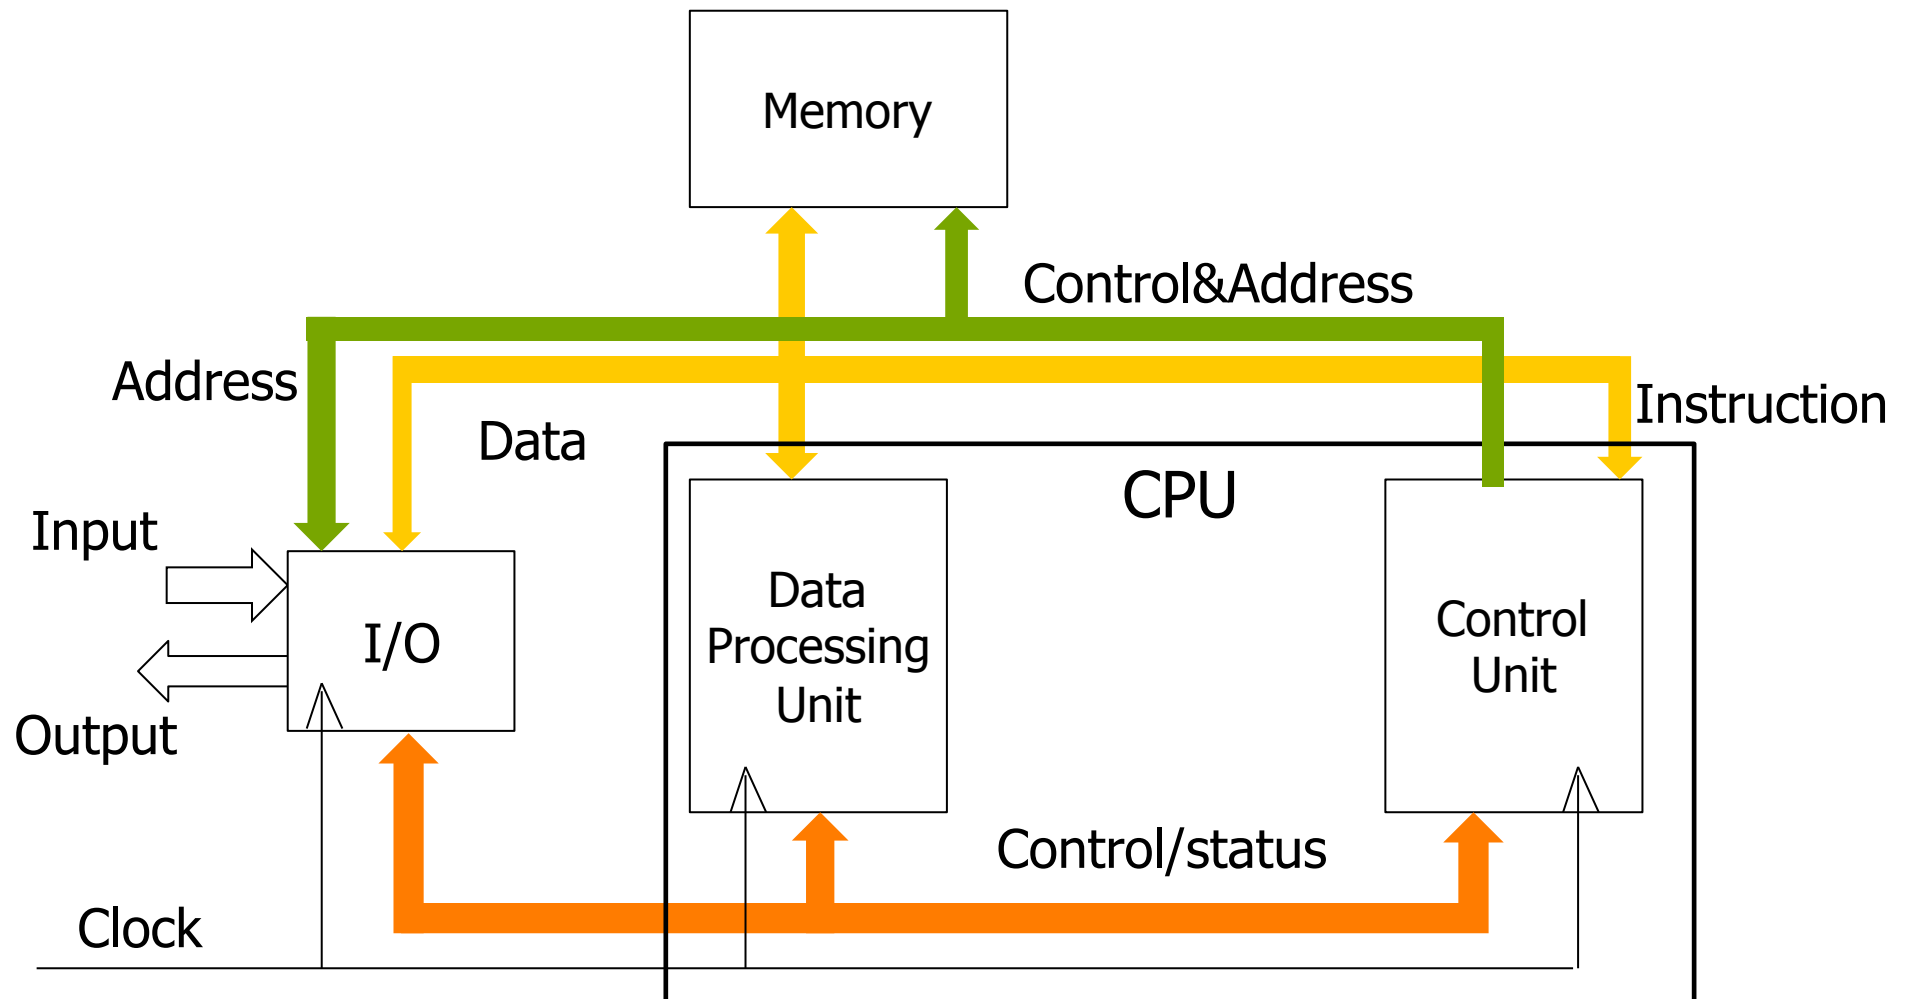 Memory
Control&Address
Address
Instruction
Data
CPU
Input
Data
Processing
Unit
Control
Unit
I/O
Output
Control/status
Clock